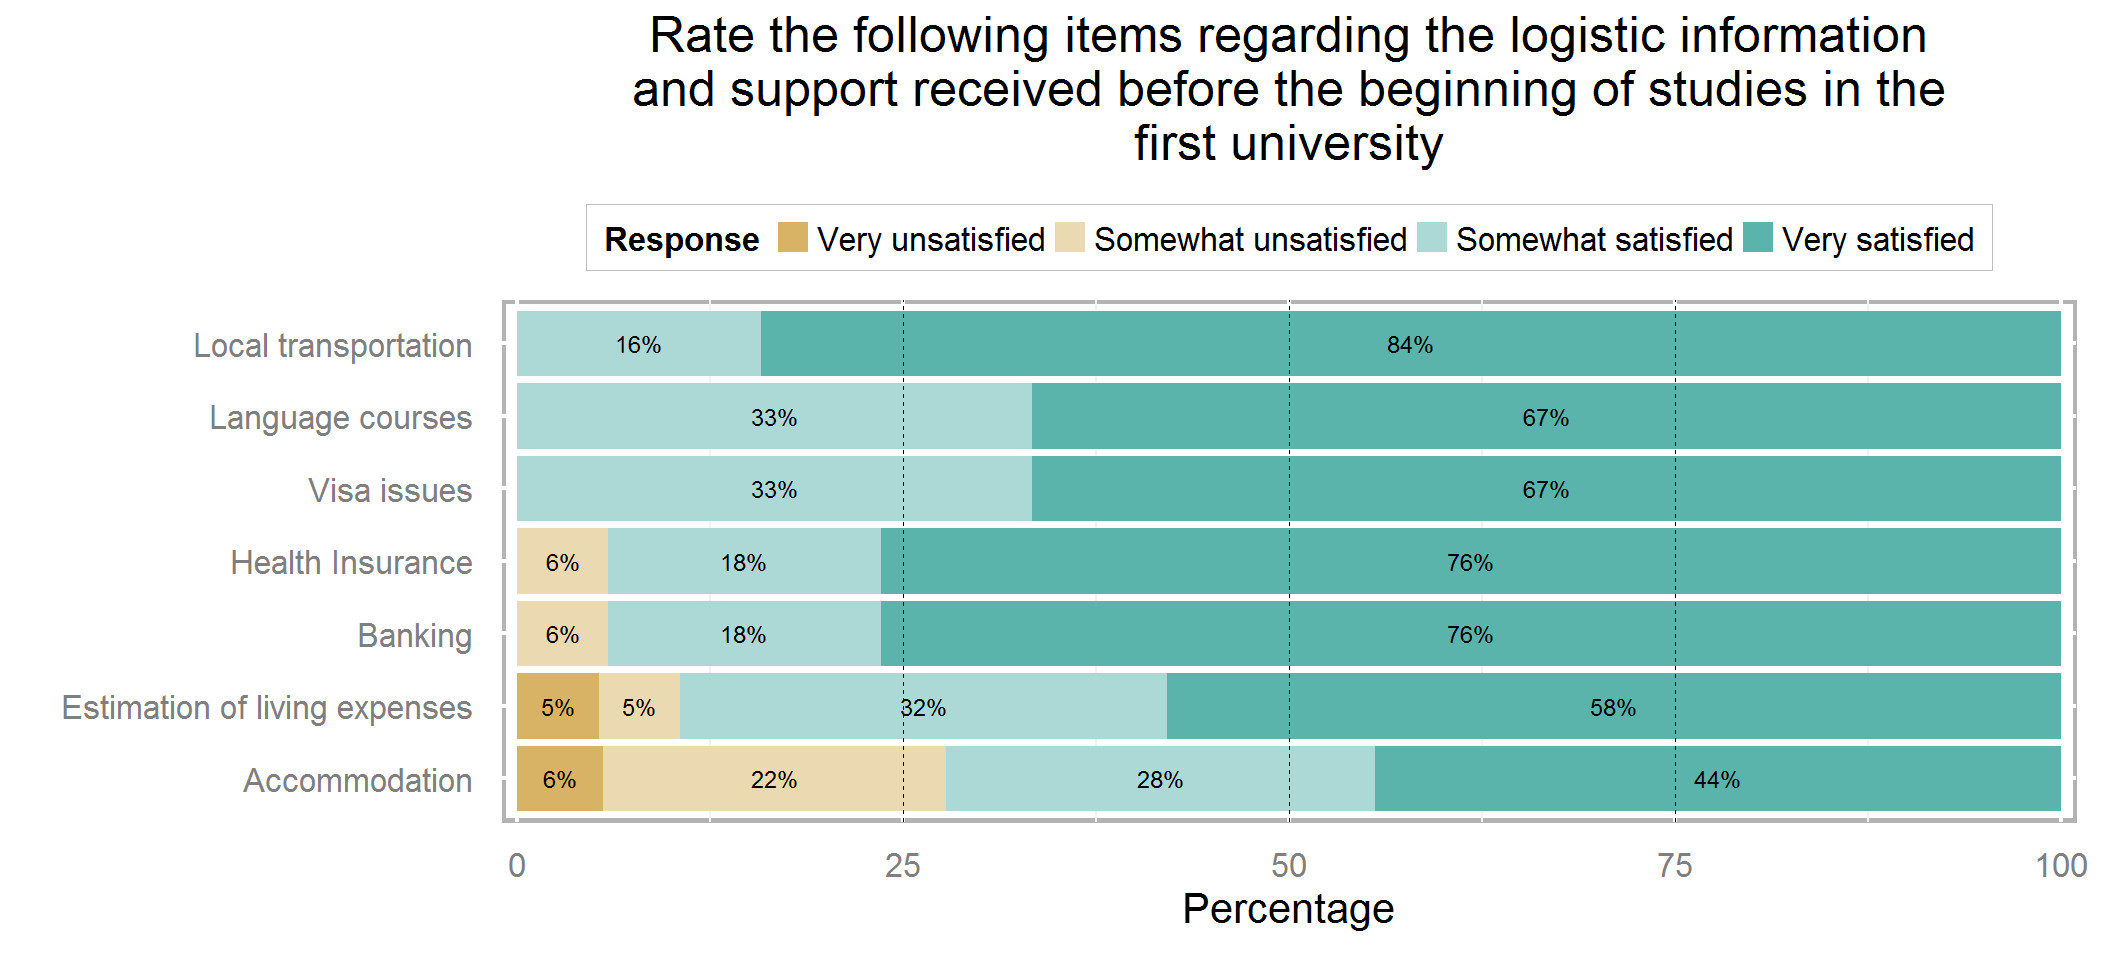 Rate the following items regarding the logistic information
and support received before the beginning of studies in the
first university
Response Very unsatisfied Somewhat unsatisfied Somewhat satisfied Very satisfied
Local transportation 16% 84%
Language courses 33% 67%
Visa issues 33% 67%
Health Insurance 6% 18% 76%
Banking 6% 18% 76%
Estimation of living expenses 5% 5% 32% 58%
Accommodation 6% 22% 28% 44%
0 25 50 75 100
Percentage